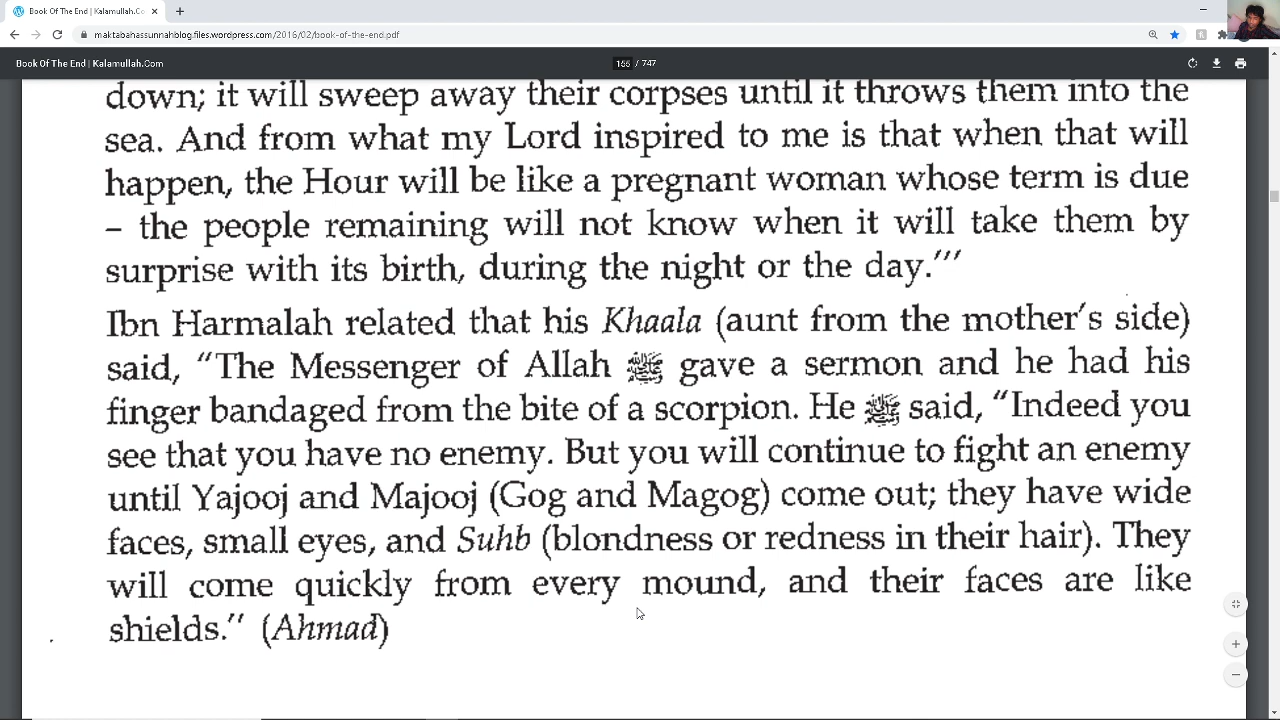 Book Of The End | Kalamullah.Co
maktabahassunnahblog.files.wordpress.com/2016/02/book-of-the-end.pdf
Book Of The End | Kalamullah.Com
166 / 747
down; it will sweep away their corpses until it throws them into the
sea. And from what my Lord inspired to me is that when that will
happen, the Hour will be like a pregnant woman whose term is due
– the people remaining will not know when it will take them by
surprise with its birth, during the night or the day."'"
Ibn Harmalah related that his Khaala (aunt from the mother's side)
said, "The Messenger of Allah ﷺ gave a sermon and he had his
finger bandaged from the bite of a scorpion. He ﷺ said, "Indeed you
see that you have no enemy. But you will continue to fight an enemy
until Yajooj and Majooj (Gog and Magog) come out; they have wide
faces, small eyes, and Suhb (blondness or redness in their hair). They
will come quickly from every mound, and their faces are like
shields." (Ahmad)